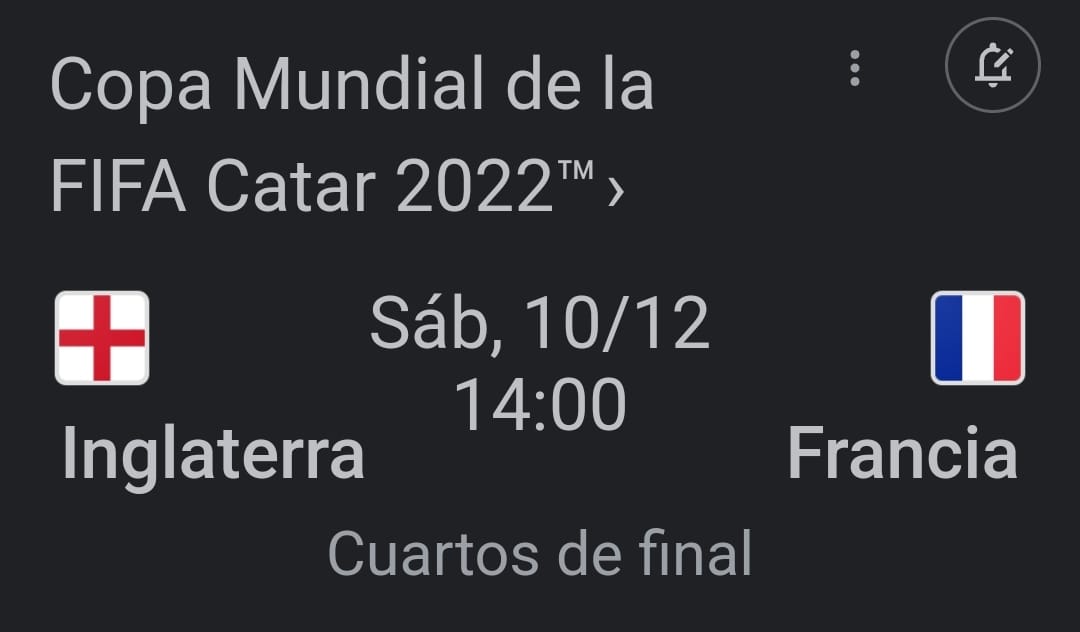 Copa Mundial de la
FIFA Catar 2022™ ›
Sáb, 10/12
14:00
Inglaterra
Francia
Cuartos de final